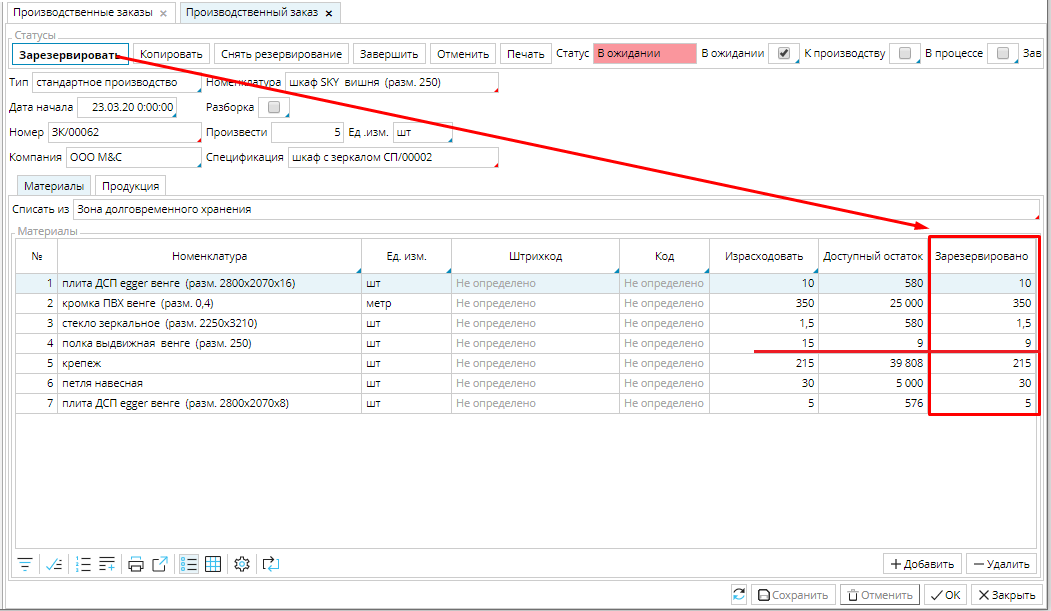 Производственные заказы × Производственный заказ ×
Статусы
Зарезервировать Копировать Снять резервирование Завершить Отменить Печать Статус В ожидании В ожидании К производству В процессе Зав
Тип стандартное производство Номенклатура шкаф SKY вишня (разм. 250)
Дата начала 23.03.20 0:00:00 Разборка
Номер ЗК/00062 Произвести 5 Ед .изм. шт
Компания ООО M&C Спецификация шкаф с зеркалом СП/00002
Материалы Продукция
Списать из Зона долговременного хранения
Материалы
№ Номенклатура Ед. изм. Штрихкод Код Израсходовать Доступный остаток Зарезервировано
1 плита ДСП egger венге (разм. 2800x2070x16) шт Не определено Не определено 10 580 10
2 кромка ПВХ венге (разм. 0,4) метр Не определено Не определено 350 25 000 350
3 стекло зеркальное (разм. 2250x3210) шт Не определено Не определено 1,5 580 1,5
4 полка выдвижная венге (разм. 250) шт Не определено Не определено 15 9 9
5 крепеж шт Не определено Не определено 215 39 808 215
6 петля навесная шт Не определено Не определено 30 5 000 30
7 плита ДСП egger венге (разм. 2800x2070x8) шт Не определено Не определено 5 576 5
Добавить Удалить
Сохранить Отменить OK Закрыть